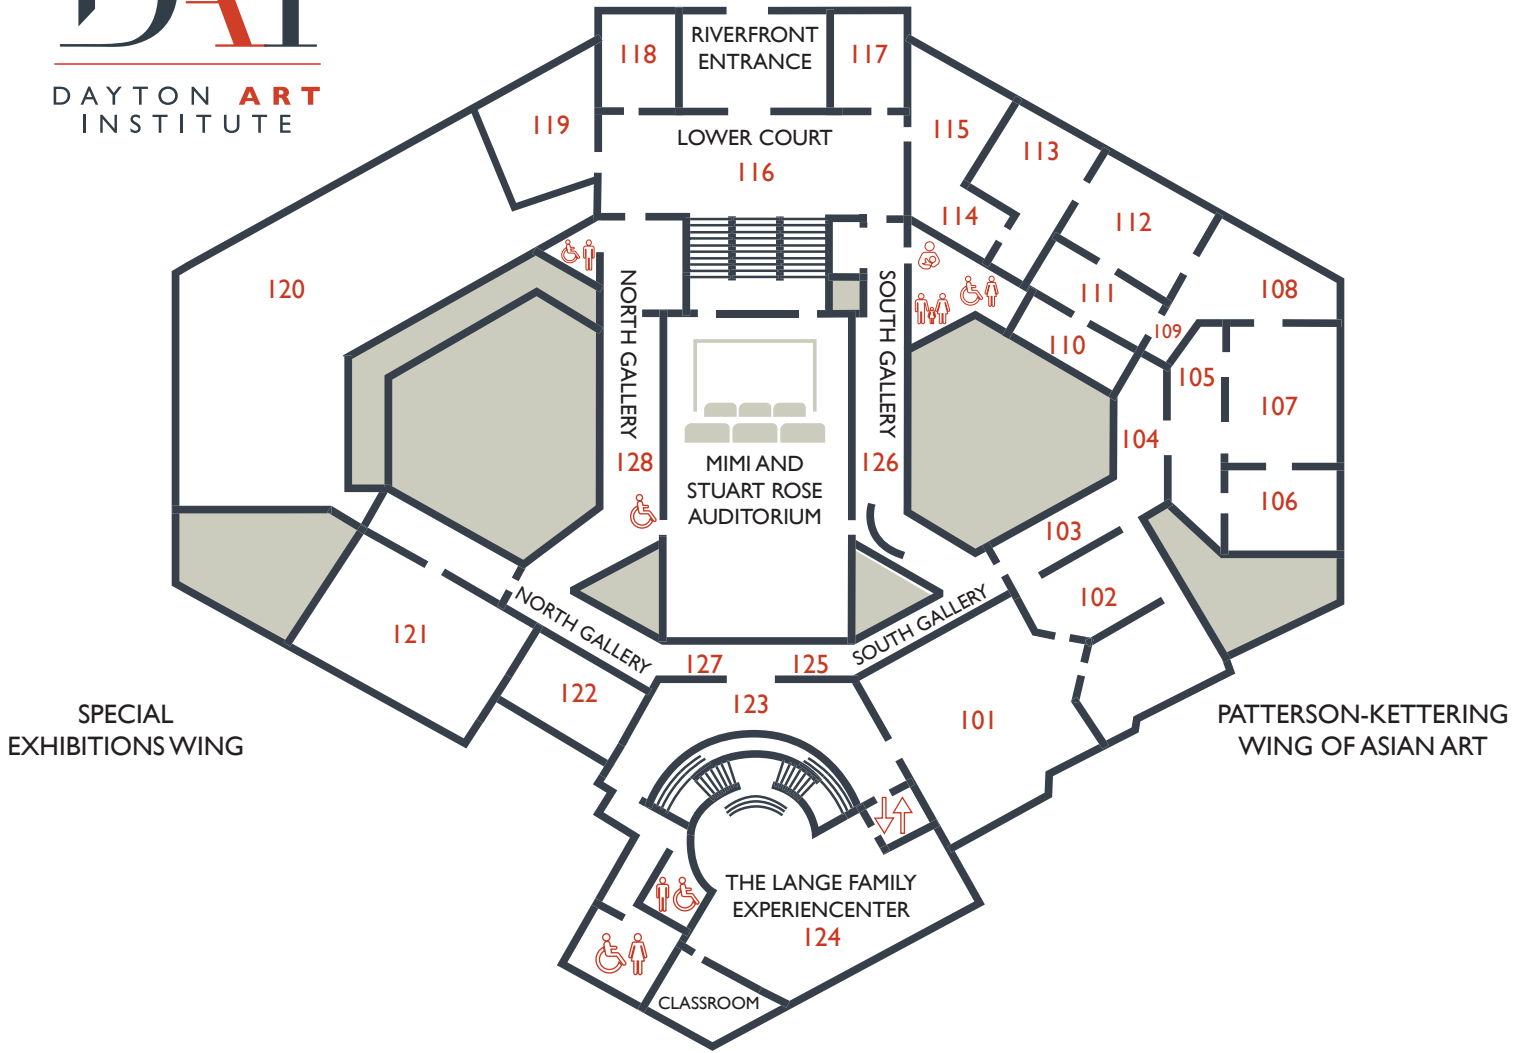 DAI
DAYTON ART
INSTITUTE
118
RIVERFRONT
ENTRANCE
117
119
LOWER COURT
116
115
113
114
112
120
NORTH GALLERY
SOUTH GALLERY
111
108
109
110
105
107
104
128
126
MIMI AND
STUART ROSE
AUDITORIUM
106
103
102
NORTH GALLERY
SOUTH GALLERY
121
127
125
122
123
101
SPECIAL
EXHIBITIONS WING
PATTERSON-KETTERING
WING OF ASIAN ART
THE LANGE FAMILY
EXPERIENCENTER
124
CLASSROOM